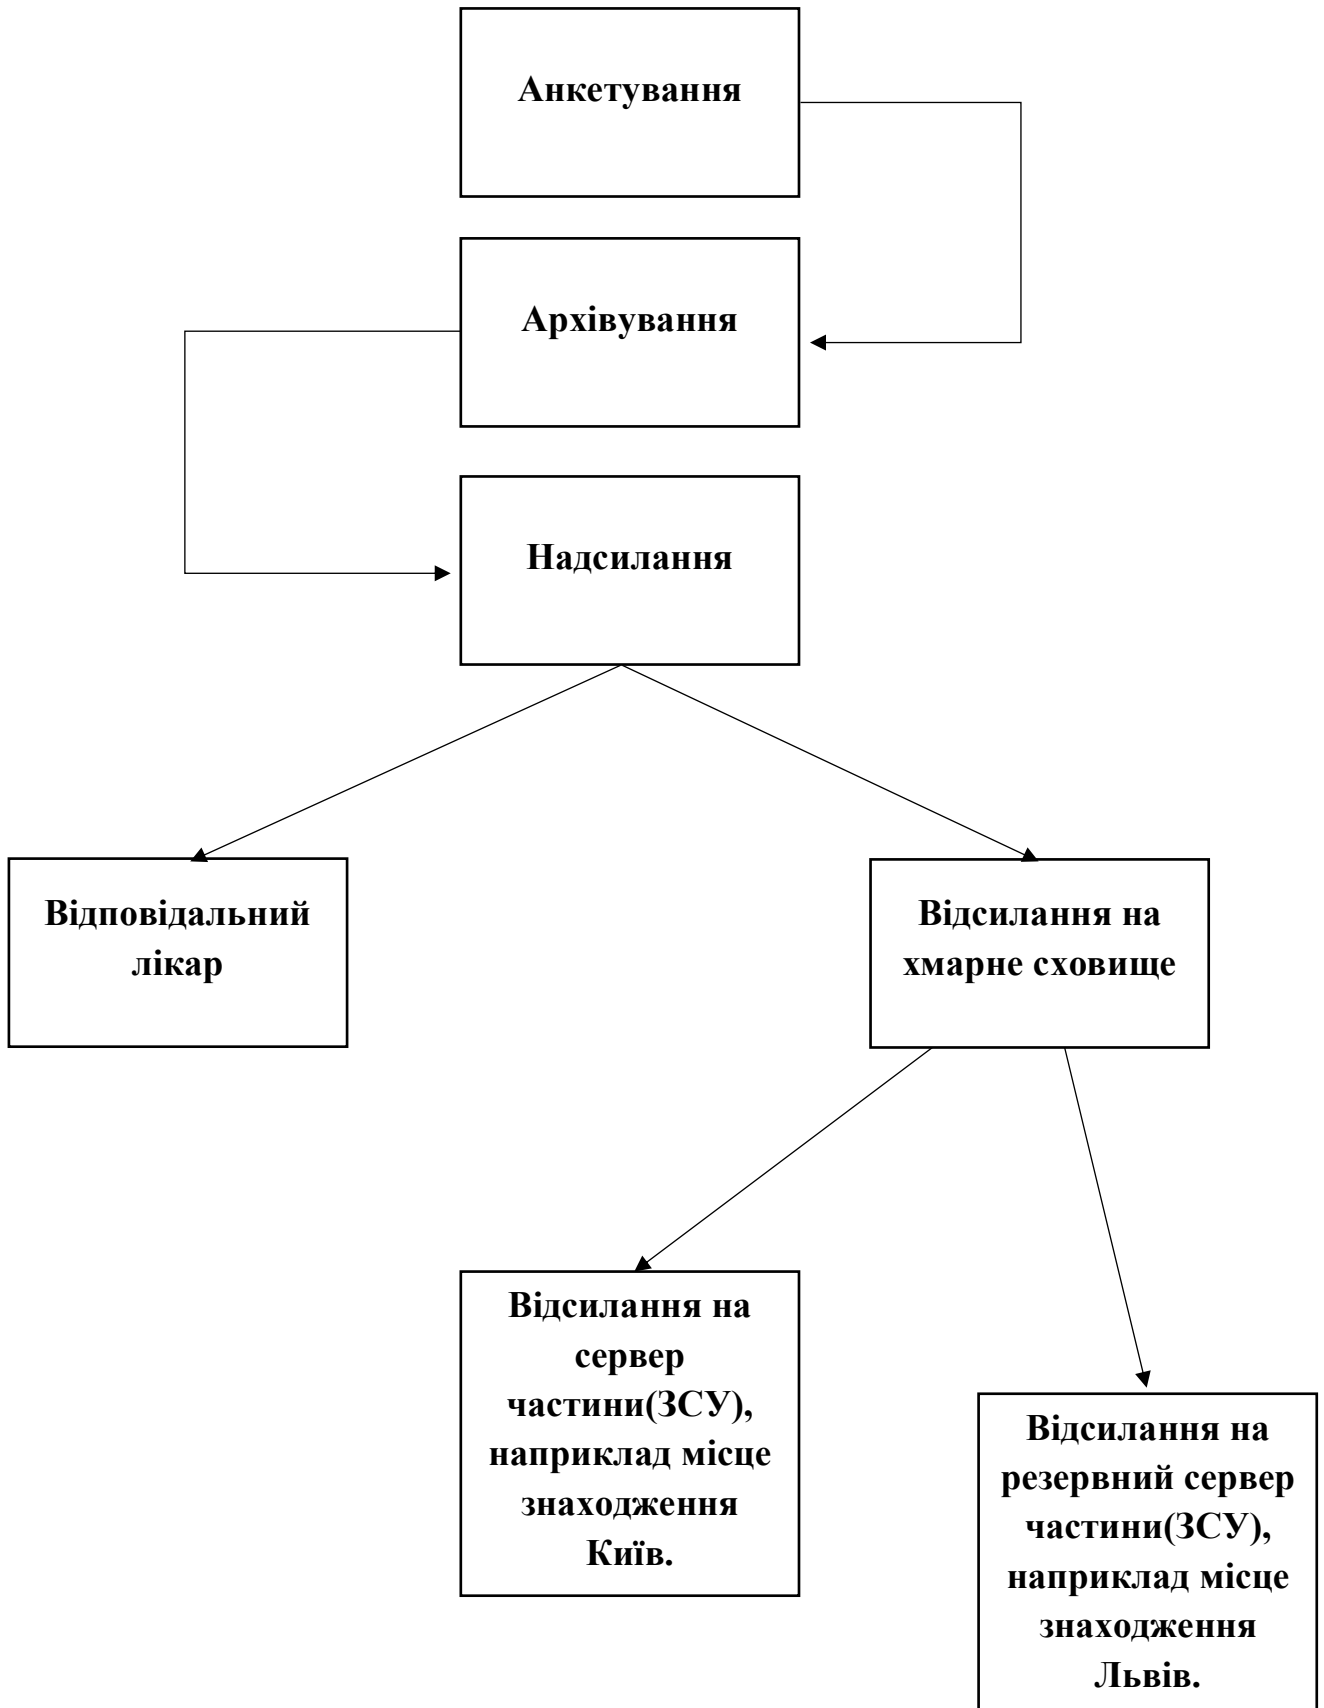 Анкетування
Архівування
Надсилання
Відповідальний
лікар
Відсилання на
хмарне сховище
Відсилання на
сервер
частини(ЗСУ),
наприклад місце
знаходження
Київ.
Відсилання на
резервний сервер
частини(ЗСУ),
наприклад місце
знаходження
Львів.